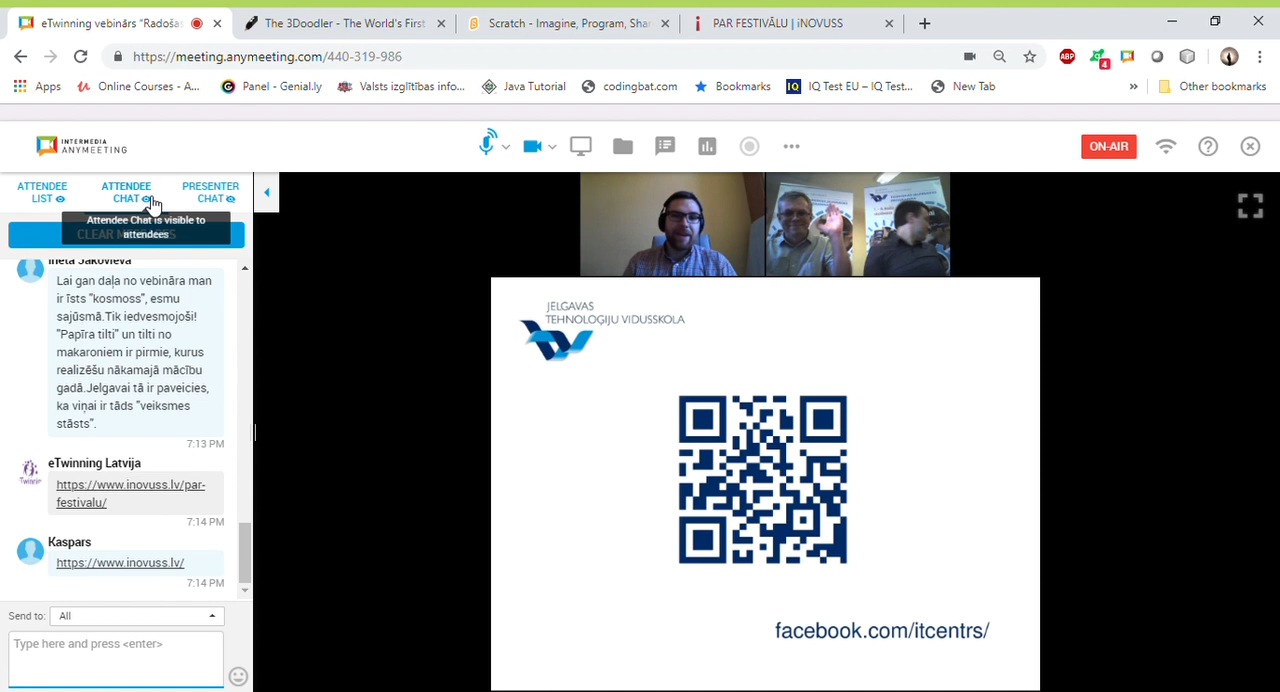 eTwinning vebinārs "Radošas
The 3Doodler - The World's First
Scratch - Imagine, Program, Shar
PAR FESTIVĀLU | iNOVUSS
https://meeting.anymeeting.com/440-319-986
ABP
4
Apps
Online Courses - A...
Panel - Genial.ly
Valsts izglītības info...
Java Tutorial
codingbat.com
Bookmarks
IQ
IQ Test EU – IQ Test...
New Tab
»
Other bookmarks
INTERMEDIA
ANYMEETING
ON-AIR
ATTENDEE
LIST
ATTENDEE
CHAT
PRESENTER
CHAT
Attendee Chat is visible to
attendees
Ineta Jakovļeva
Lai gan daļa no vebināra man
ir īsts "kosmoss", esmu
sajūsmā.Tik iedvesmojoši!
"Papīra tilti" un tilti no
makaroniem ir pirmie, kurus
realizēšu nākamajā mācību
gadā.Jelgavai tā ir paveicies,
ka viņai ir tāds "veiksmes
stāsts".
7:13 PM
eTwinning Latvija
https://www.inovuss.lv/par-
festivalu/
7:14 PM
Kaspars
https://www.inovuss.lv/
7:14 PM
Send to:
All
Type here and press <enter>
JELGAVAS
TEHNOLOĢIJU VIDUSSKOLA
facebook.com/itcentrs/